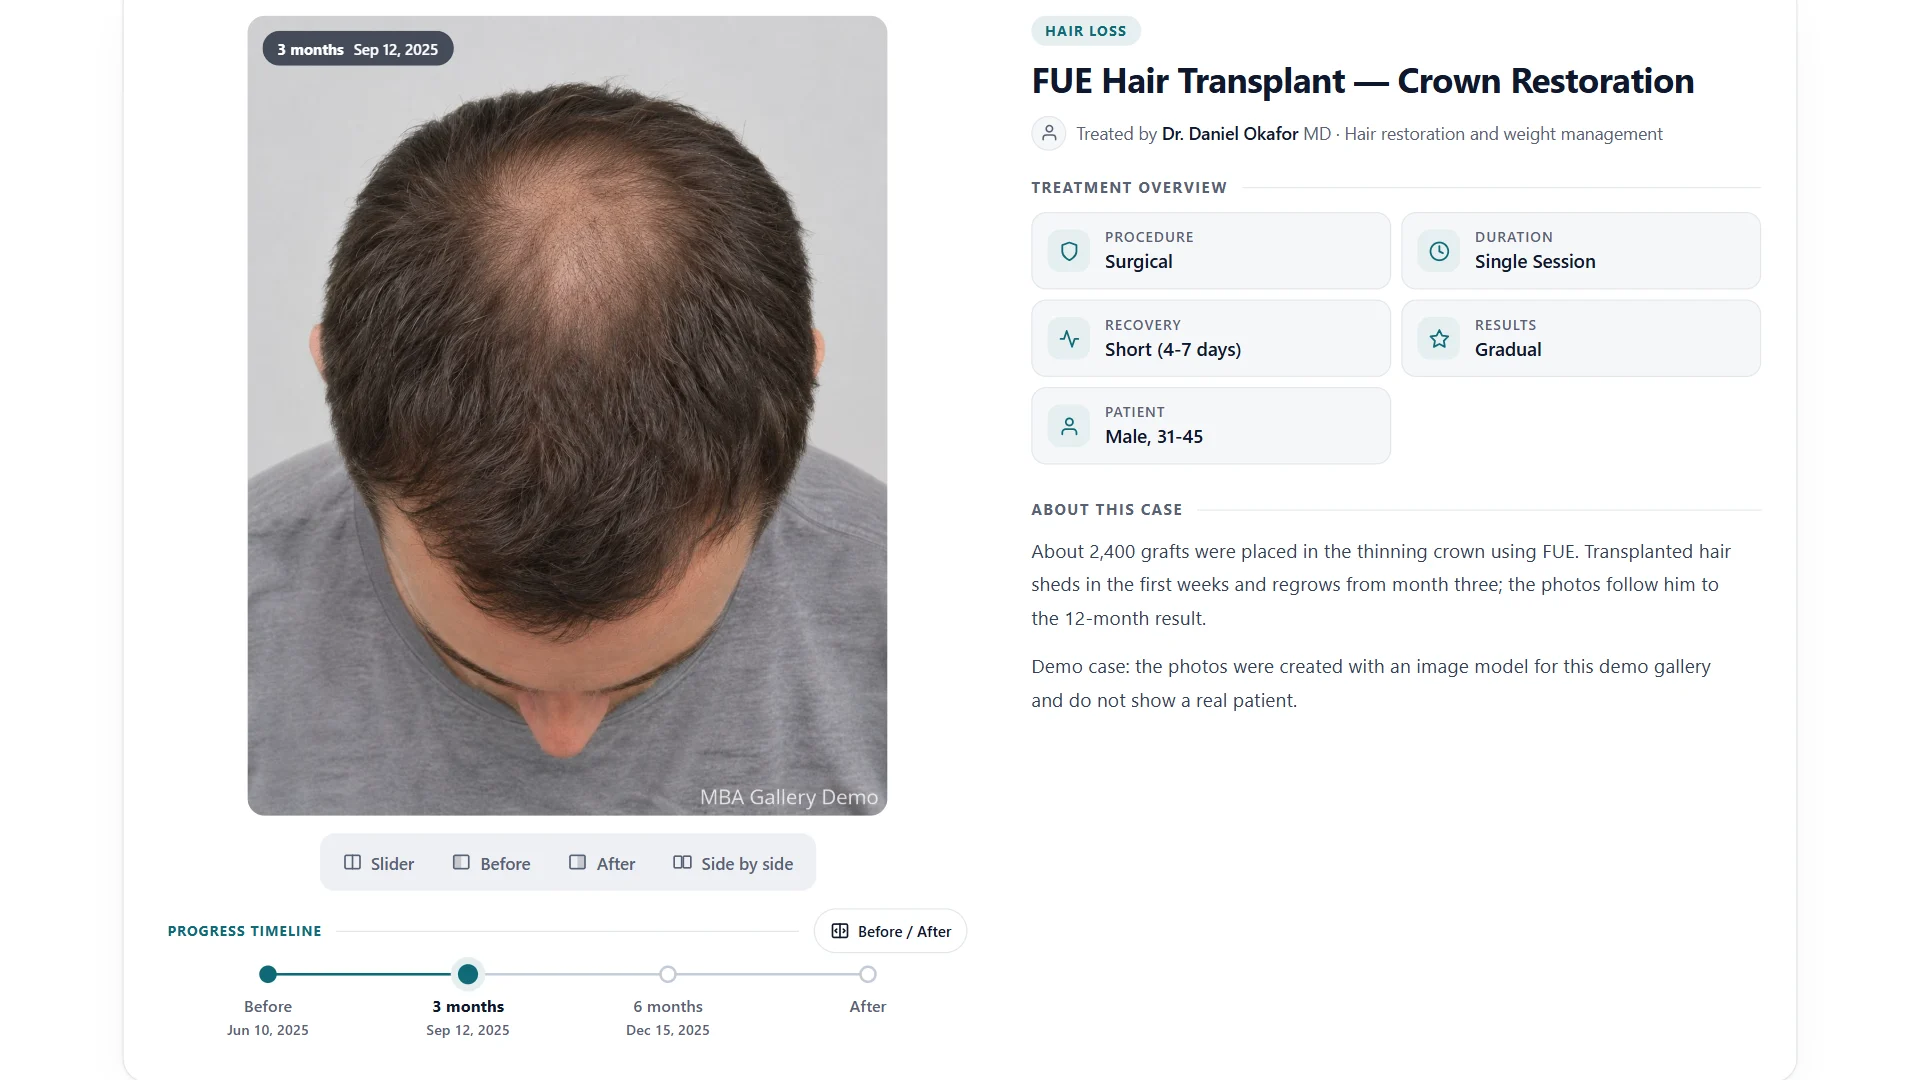 3 months Sep 12, 2025
MBA Gallery Demo
Slider
Before
After
Side by side
PROGRESS TIMELINE
Before / After
Before
Jun 10, 2025
3 months
Sep 12, 2025
6 months
Dec 15, 2025
After
HAIR LOSS
FUE Hair Transplant — Crown Restoration
Treated by Dr. Daniel Okafor MD · Hair restoration and weight management
TREATMENT OVERVIEW
PROCEDURE
Surgical
DURATION
Single Session
RECOVERY
Short (4-7 days)
RESULTS
Gradual
PATIENT
Male, 31-45
ABOUT THIS CASE
About 2,400 grafts were placed in the thinning crown using FUE. Transplanted hair
sheds in the first weeks and regrows from month three; the photos follow him to
the 12-month result.
Demo case: the photos were created with an image model for this demo gallery
and do not show a real patient.